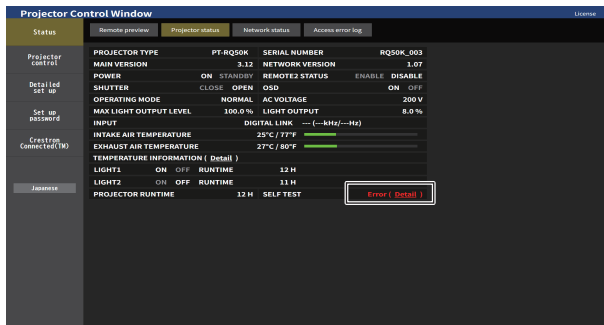 Projector Control Window License
Status
Remote preview Projector status Network status Access error log
Projector control
Detailed set up
Set up password
Crestron Connected(TM)
Japanese
PROJECTOR TYPE PT-RQ50K SERIAL NUMBER RQ50K_003
MAIN VERSION 3.12 NETWORK VERSION 1.07
POWER ON STANDBY REMOTE2 STATUS ENABLE DISABLE
SHUTTER CLOSE OPEN OSD ON OFF
OPERATING MODE NORMAL AC VOLTAGE 200 V
MAX LIGHT OUTPUT LEVEL 100.0 % LIGHT OUTPUT 8.0 %
INPUT DIGITAL LINK --- (---kHz/---Hz)
INTAKE AIR TEMPERATURE 25°C / 77°F
EXHAUST AIR TEMPERATURE 27°C / 80°F
TEMPERATURE INFORMATION ( Detail )
LIGHT1 ON OFF RUNTIME 12 H
LIGHT2 ON OFF RUNTIME 11 H
PROJECTOR RUNTIME 12 H SELF TEST Error ( Detail )